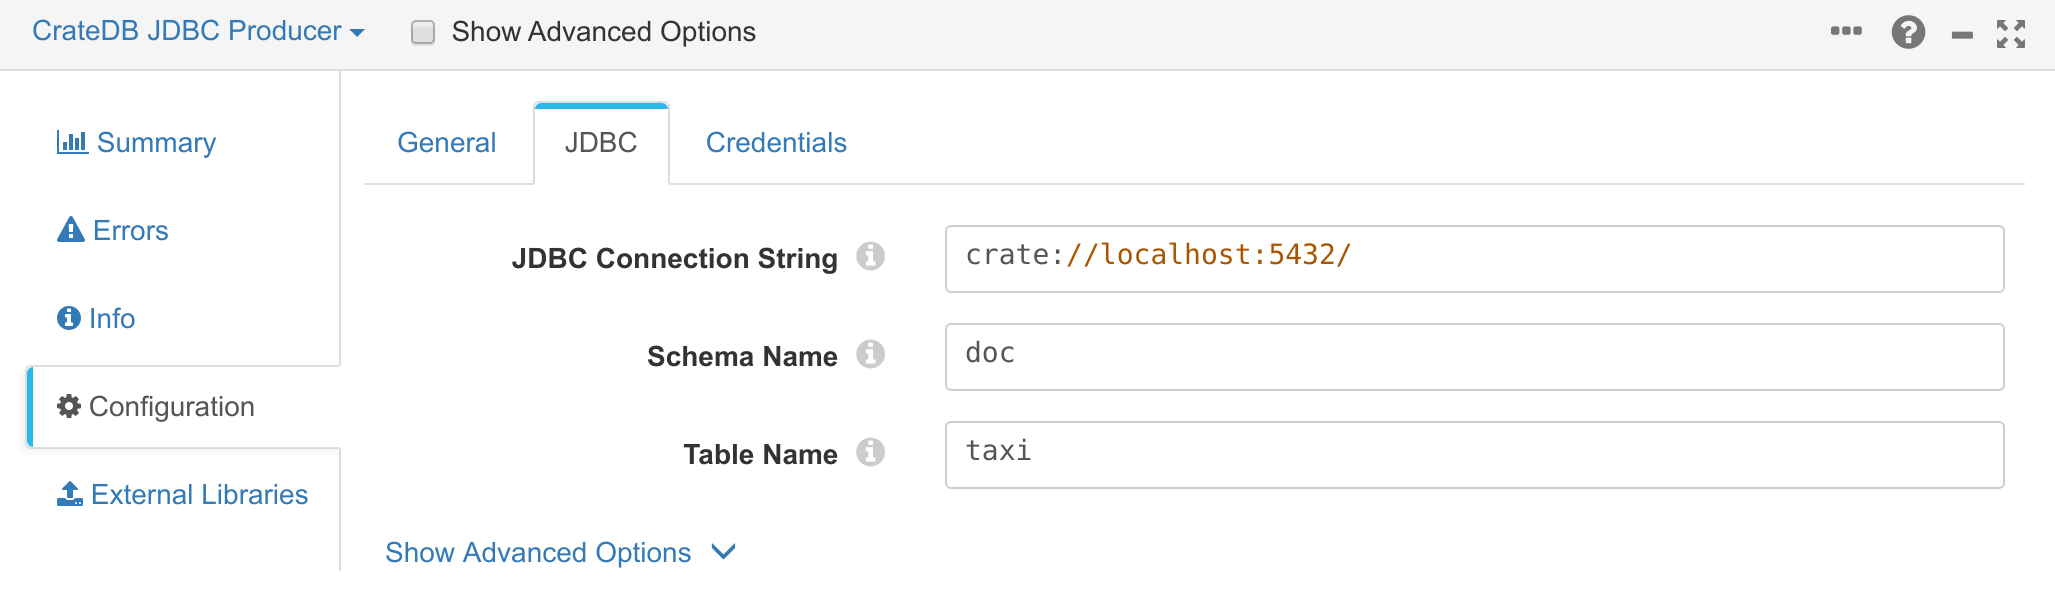 CrateDB JDBC Producer
Show Advanced Options
Summary
Errors
Info
Configuration
External Libraries
General
JDBC
Credentials
JDBC Connection String
crate://localhost:5432/
Schema Name
doc
Table Name
taxi
Show Advanced Options